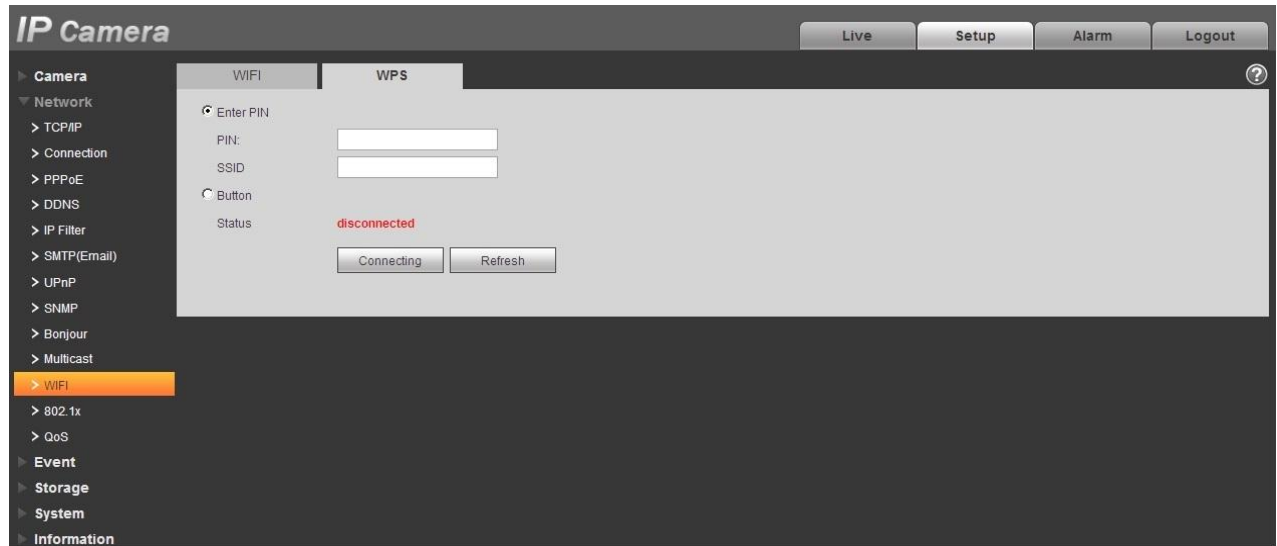 IP Camera
Live Setup Alarm Logout
Camera
Network
> TCP/IP
> Connection
> PPPoE
> DDNS
> IP Filter
> SMTP(Email)
> UPnP
> SNMP
> Bonjour
> Multicast
> WIFI
> 802.1x
> QoS
Event
Storage
System
Information
WIFI WPS
?
Enter PIN
PIN:
SSID
Button
Status disconnected
Connecting Refresh